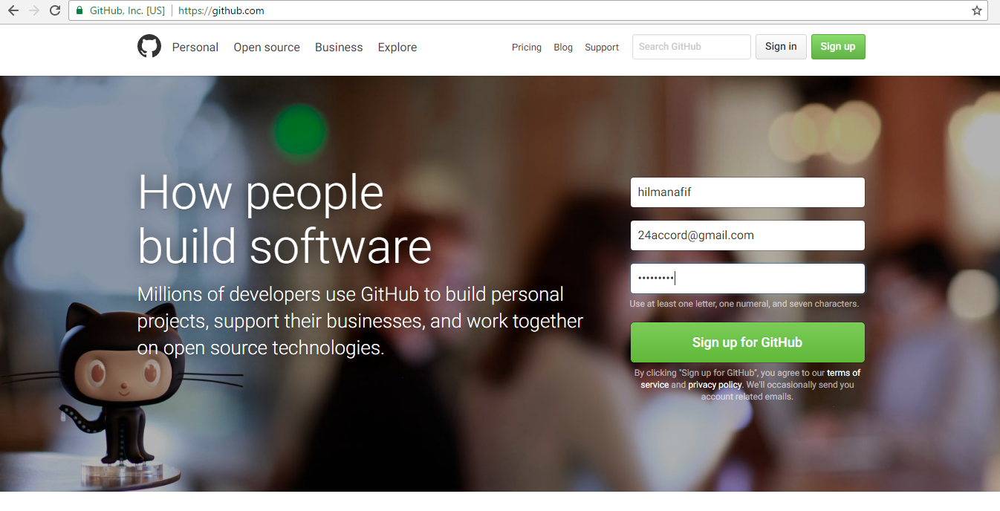 GitHub, Inc. [US] https://github.com
Personal Open source Business Explore Pricing Blog Support Search GitHub Sign in Sign up
How people
build software
Millions of developers use GitHub to build personal
projects, support their businesses, and work together
on open source technologies.
hilmanafif
24accord@gmail.com
•••••••••
Use at least one letter, one numeral, and seven characters.
Sign up for GitHub
By clicking "Sign up for GitHub", you agree to our terms of
service and privacy policy. We'll occasionally send you
account related emails.